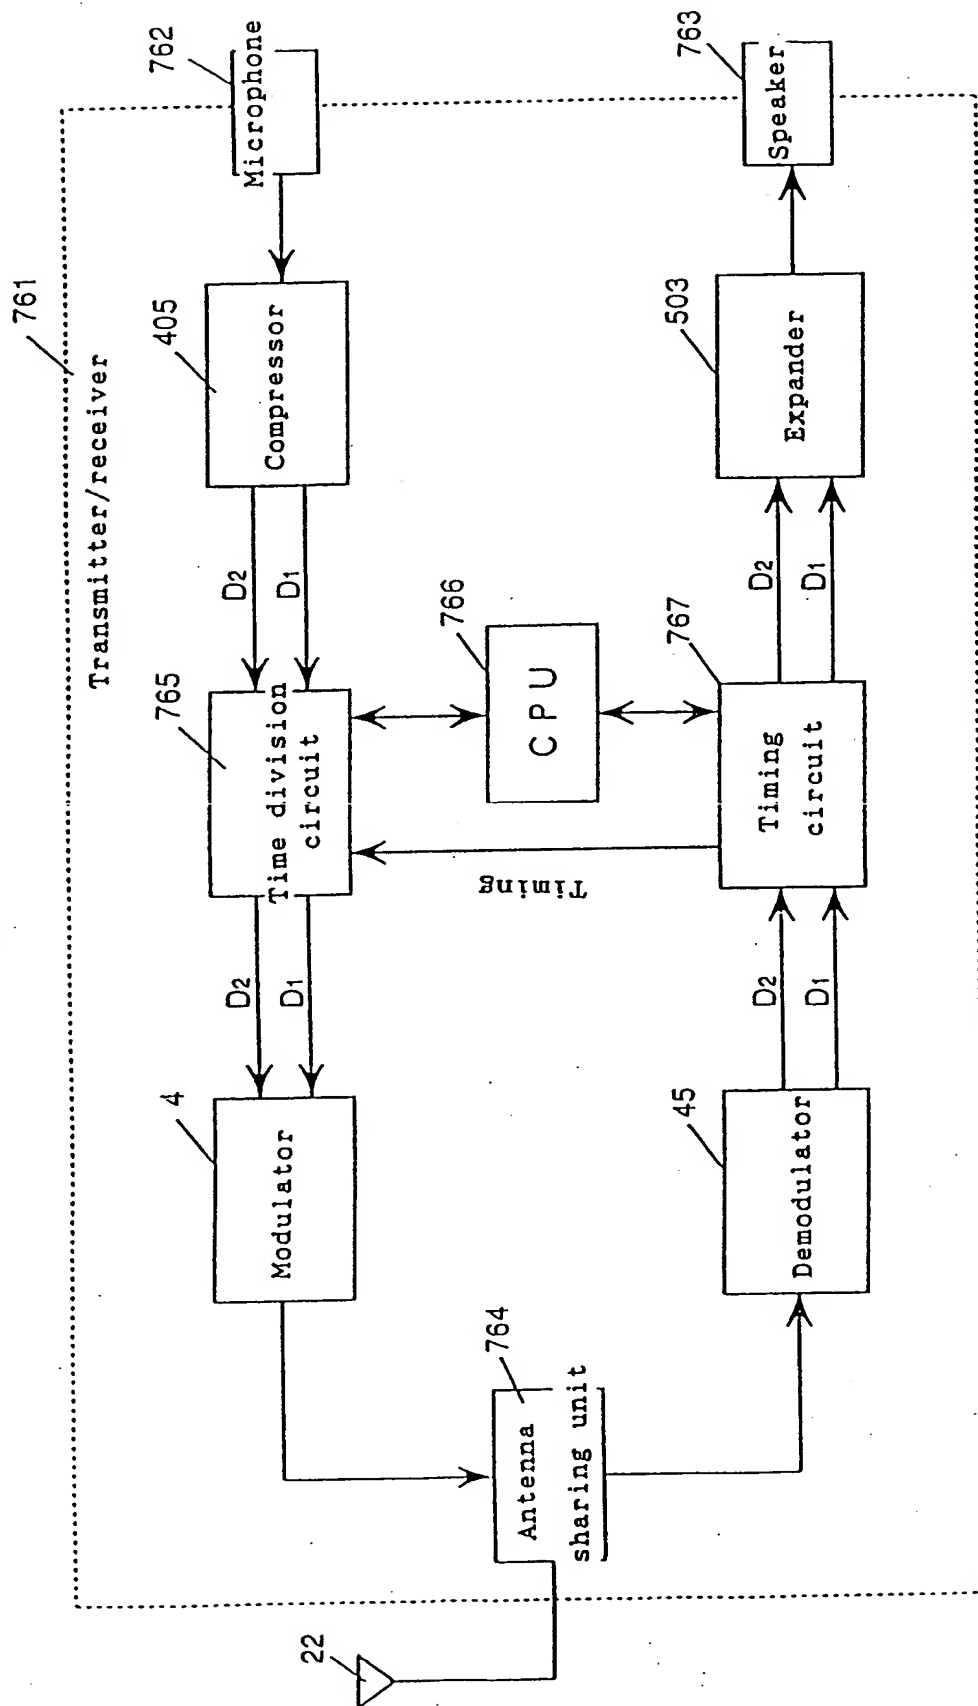 761
Transmitter/receiver
22
764
Antenna
sharing unit
4
Modulator
D2
D1
765
Time division
circuit
D2
D1
405
Compressor
762
Microphone
766
CPU
Timing
45
Demodulator
D2
D1
767
Timing
circuit
D2
D1
503
Expander
763
Speaker